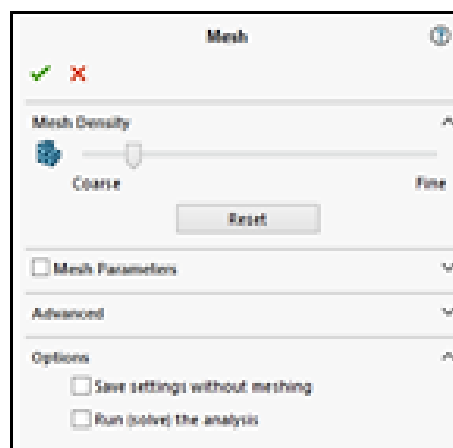 Mesh
Mesh Density
Coarse Fine
Reset
Mesh Parameters
Advanced
Options
Save settings without meshing
Run (solve) the analysis